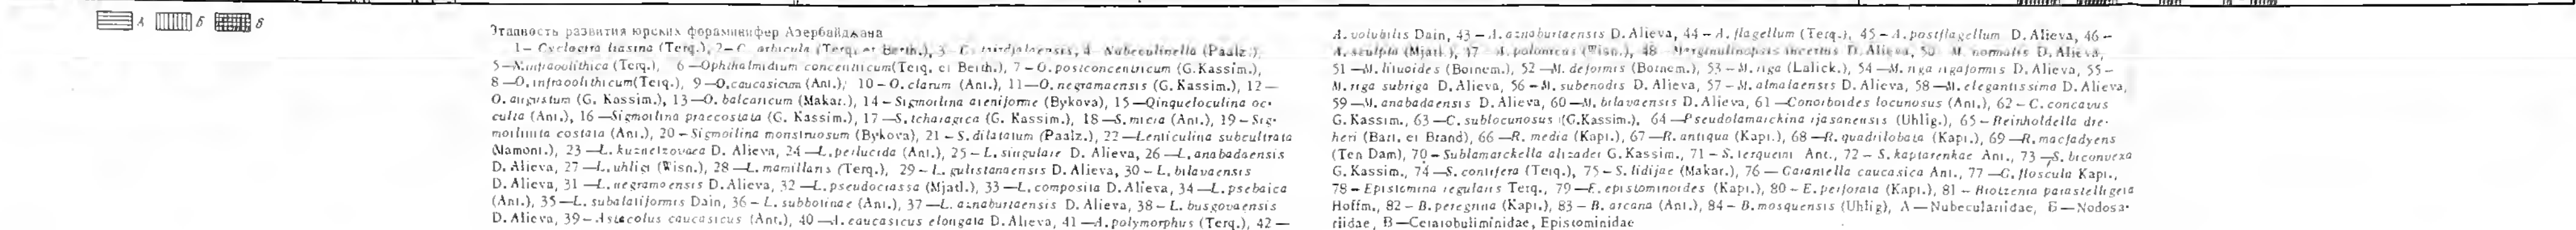 А Б В
Этапность развития юрских фораминифер Азербайджана
1— Cyclogira liasina (Terq.), 2— C. orbicula (Terq. et Berth.), 3— C. 4— Nubeculinella (Paalz.),
5—N.infraoolithica (Terq.), 6—Ophthalmidium concentricum(Terq. et Berth.), 7—O. postconcentricum (G.Kassim.),
8—O. infraoolithicum(Terq.), 9—O.caucasicum (Ant.), 10—O.clarum (Ant.), 11—O. negramaensis (G. Kassim.), 12—
O. angustum (G. Kassim.), 13—O. balcanicum (Makar.), 14—Sigmoilina areniforme (Bykova), 15—Qinqueloculina oc-
culta (Ant.), 16—Sigmoilina praecostata (G. Kassim.), 17—S. tcharagica (G. Kassim.), 18—S. micra (Ant.), 19—Sig-
moilinita costata (Ant.), 20—Sigmoilina monstruosum (Bykova), 21—S. dilatatum (Paalz.), 22—Lenticulina subcultrata
(Mamont.), 23—L. kuznetzovaea D. Alieva, 24—L. perlucida (Ant.), 25—L. singulare D. Alieva, 26—L. anabadaensis
D. Alieva, 27—L. uhligi (Wisn.), 28—L. mamillaris (Terq.), 29—L. gulistanaensis D. Alieva, 30—L. bilavaensis
D. Alieva, 31—L. negramoensis D. Alieva, 32—L. pseudocrassa (Mjatl.), 33—L. composita D. Alieva, 34—L. psebaica
(Ant.), 35—L. subalatiformis Dain, 36—L. subbotinae (Ant.), 37—L. aznaburtaensis D. Alieva, 38—L. busgovaensis
D. Alieva, 39—Astacolus caucasicus (Ant.), 40—A. caucasicus elongata D. Alieva, 41—A. polymorphus (Terq.), 42—
A. volubilis Dain, 43—A. aznaburtaensis D. Alieva, 44—A. flagellum (Terq.), 45—A. postflagellum D. Alieva, 46—
A. sculpta (Mjatl.), 47 A. polonicus (Wisn.), 48—Marginulinopsis incertus D. Alieva, 50—M. normalis D. Alieva,
51—M. lituoides (Bornem.), 52—M. deformis (Bornem.), 53—M. riga (Lalick.), 54—M. riga rigaformis D. Alieva, 55—
M. riga subriga D. Alieva, 56—M. subenodis D. Alieva, 57—M. almalaensis D. Alieva, 58—M. elegantissima D. Alieva,
59—M. anabadaensis D. Alieva, 60—M. bilavaensis D. Alieva, 61—Conorboides locunosus (Ant.), 62—C. concavus
G. Kassim., 63—C. sublocunosus (G.Kassim.), 64—Pseudolamarckina rjasanensis (Uhlig.), 65—Reinholdella dre-
heri (Bart. et Brand), 66—R. media (Kapt.), 67—R. antiqua (Kapt.), 68—R. quadrilobata (Kapt.), 69—R. macfadyens
(Ten Dam), 70—Sublamarckella alizadei G.Kassim., 71—S. terquemi Ant., 72—S. kaptarenkae Ant., 73—S. biconvexa
G. Kassim., 74—S. contifera (Terq.), 75—S. lidijae (Makar.), 76—Garantella caucasica Ant., 77—G. floscula Kapt.,
78—Epistomina regularis Terq., 79—E. epistominoides (Kapt.), 80—E. perforata (Kapt.), 81—Brotzenia parastelligera
Hoffm., 82—B. peregrina (Kapt.), 83—B. arcana (Ant.), 84—B. mosquensis (Uhlig), А—Nubeculariidae, Б—Nodosa-
riidae, В—Ceratobuliminidae, Epistominidae